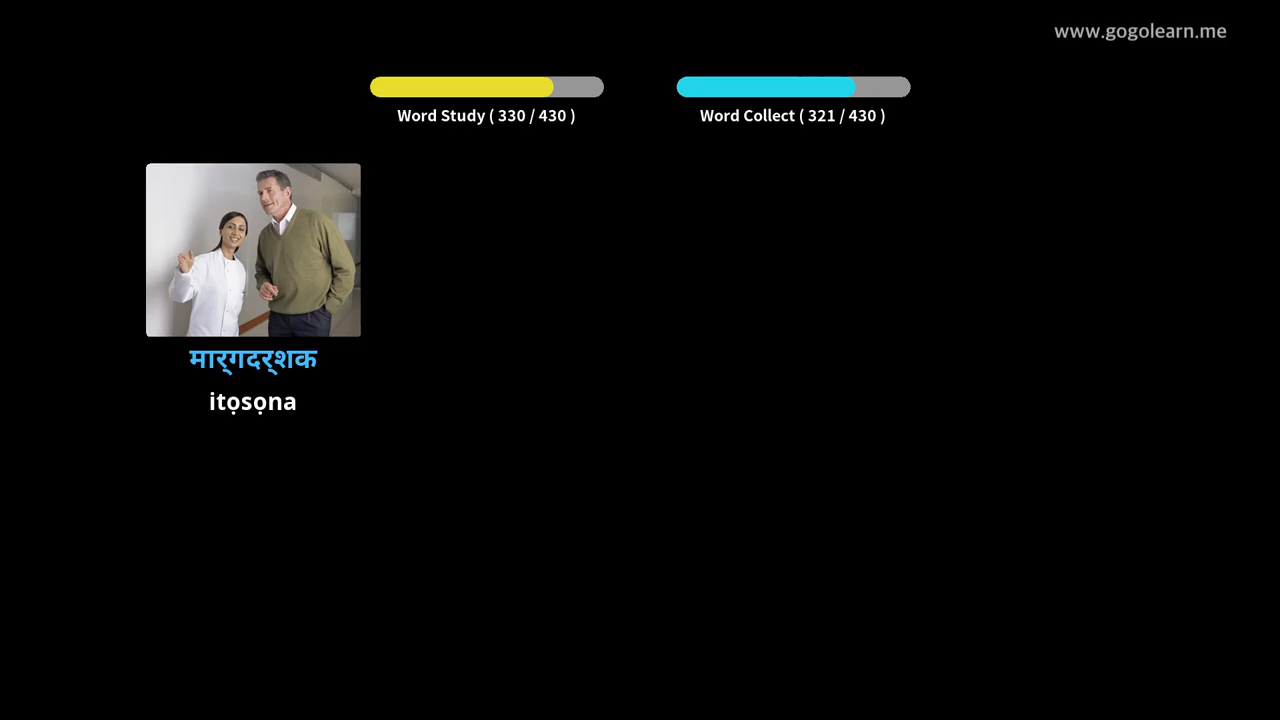 www.gogolearn.me
Word Study ( 330 / 430 )
Word Collect ( 321 / 430 )
मार्गदर्शक
itọsọna